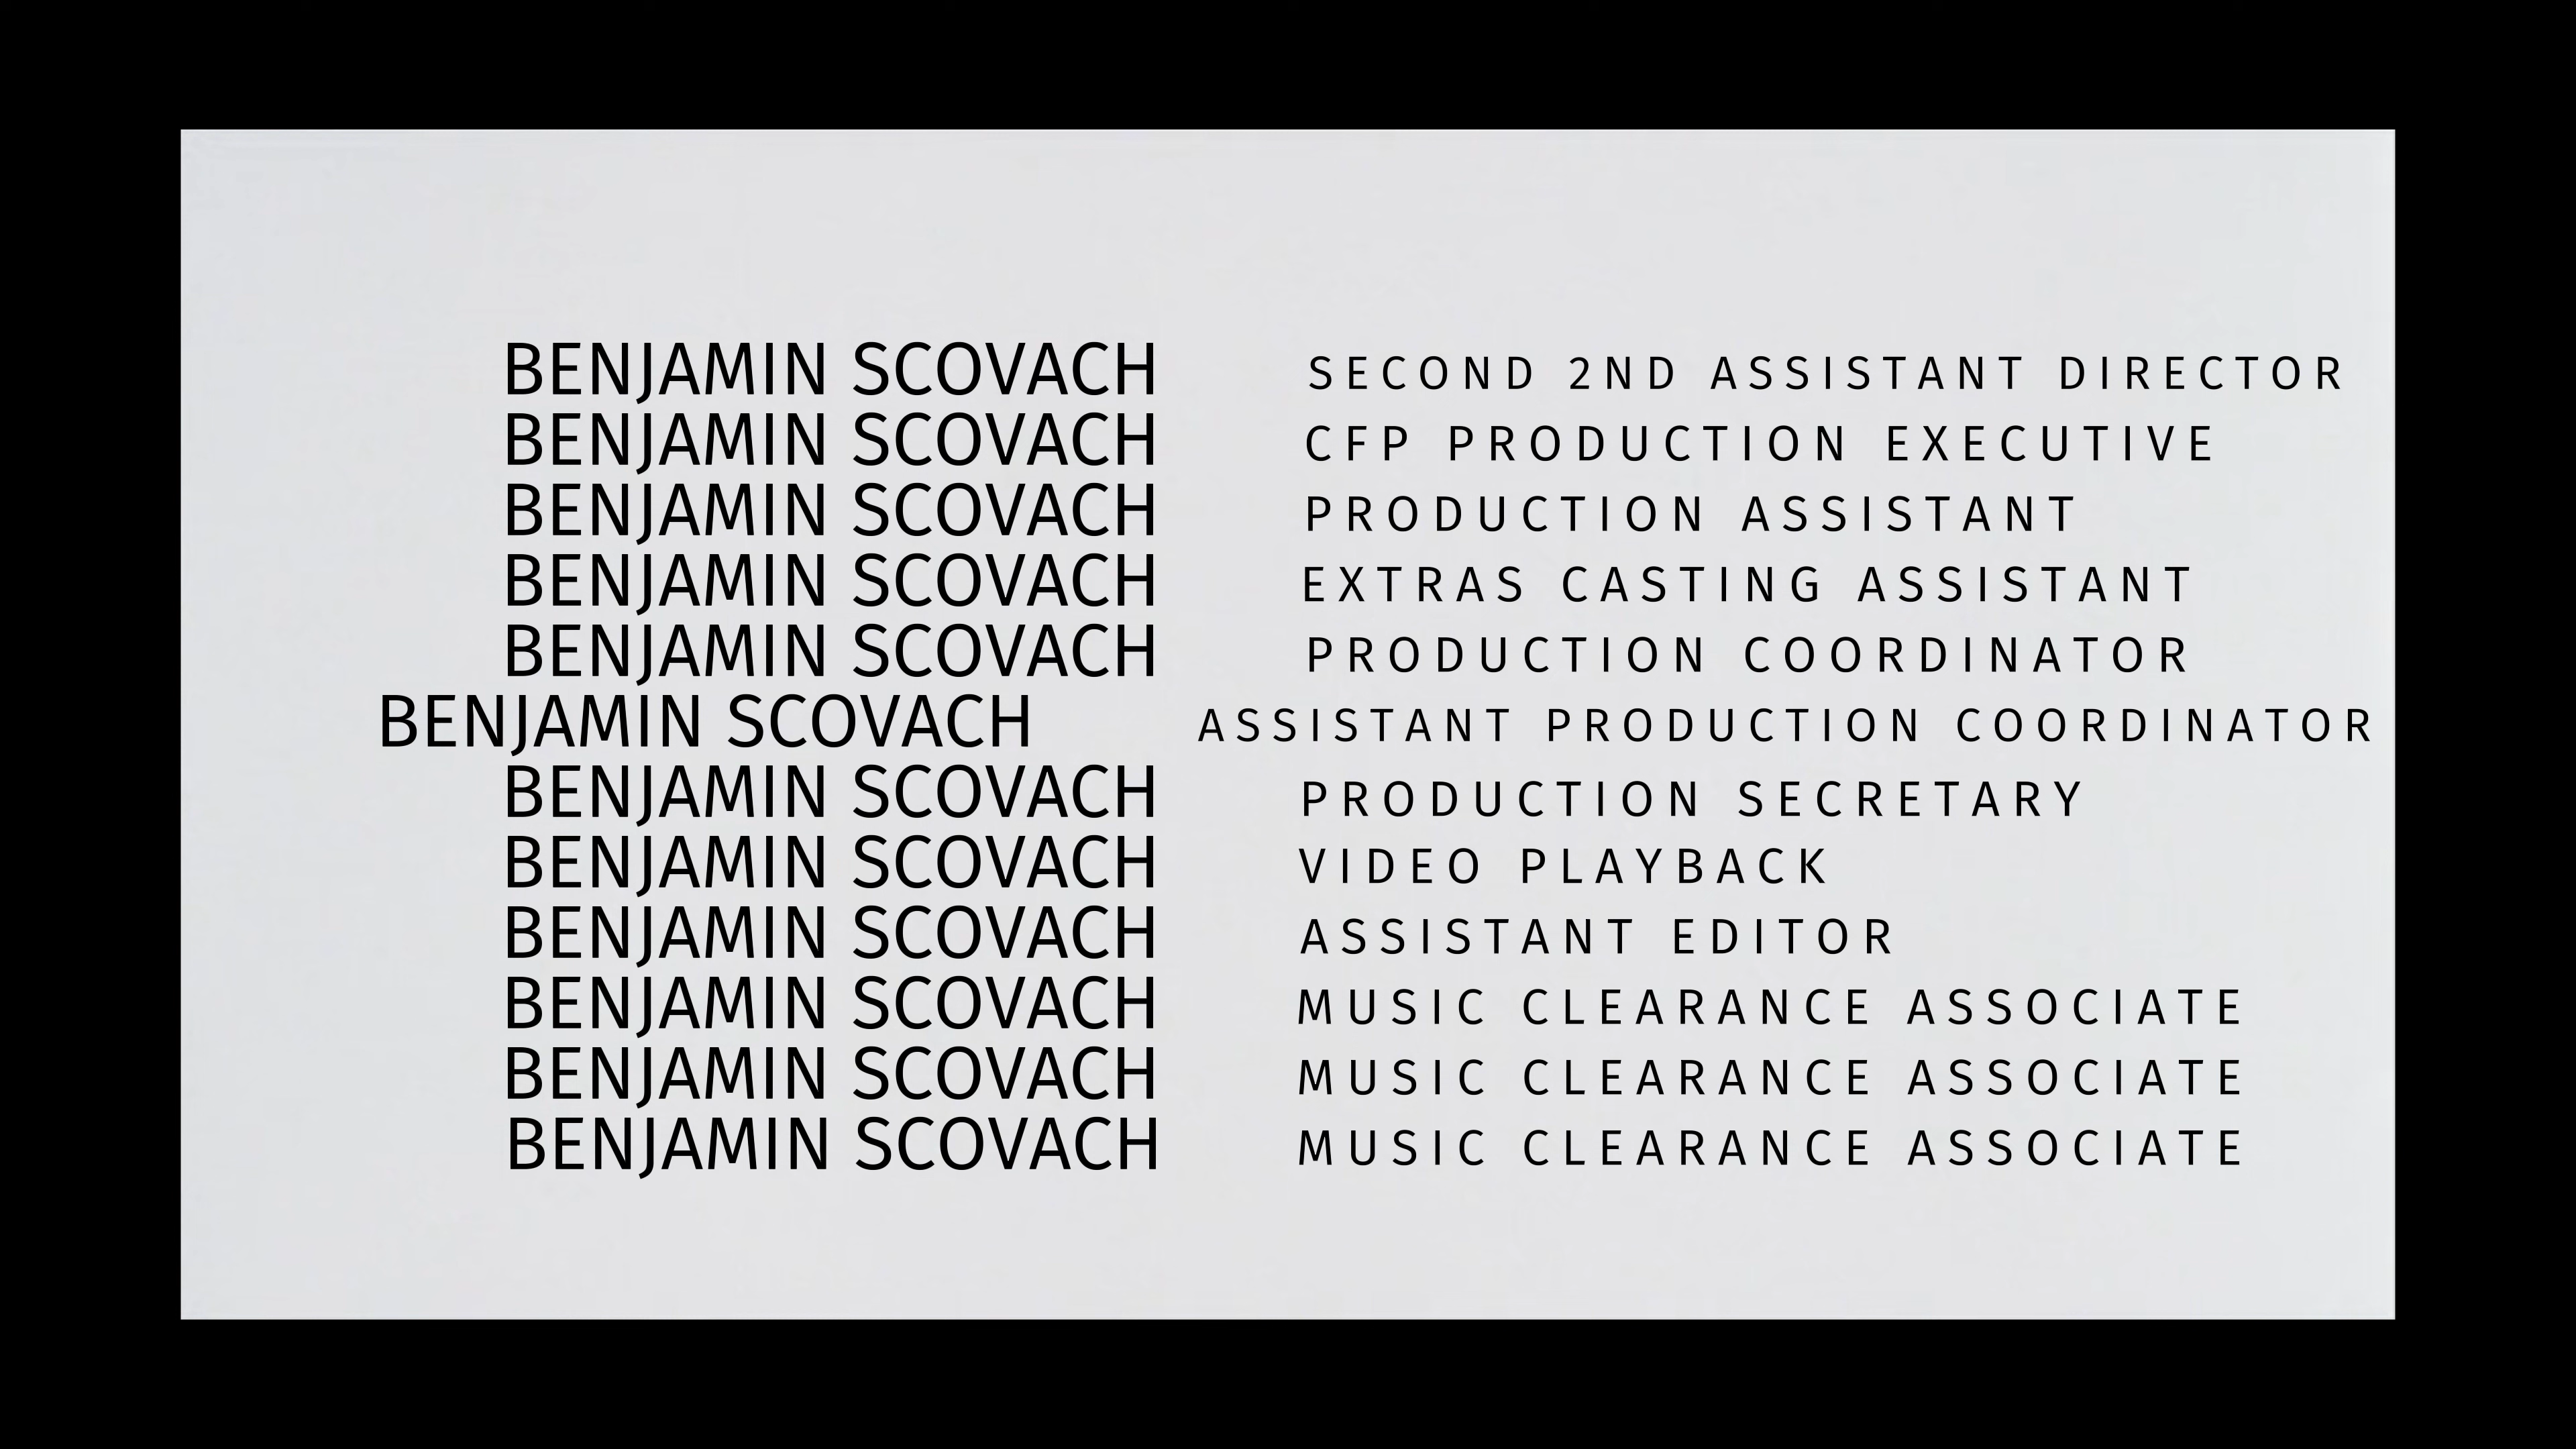 BENJAMIN SCOVACH SECOND 2ND ASSISTANT DIRECTOR
BENJAMIN SCOVACH CFP PRODUCTION EXECUTIVE
BENJAMIN SCOVACH PRODUCTION ASSISTANT
BENJAMIN SCOVACH EXTRAS CASTING ASSISTANT
BENJAMIN SCOVACH PRODUCTION COORDINATOR
BENJAMIN SCOVACH ASSISTANT PRODUCTION COORDINATOR
BENJAMIN SCOVACH PRODUCTION SECRETARY
BENJAMIN SCOVACH VIDEO PLAYBACK
BENJAMIN SCOVACH ASSISTANT EDITOR
BENJAMIN SCOVACH MUSIC CLEARANCE ASSOCIATE
BENJAMIN SCOVACH MUSIC CLEARANCE ASSOCIATE
BENJAMIN SCOVACH MUSIC CLEARANCE ASSOCIATE